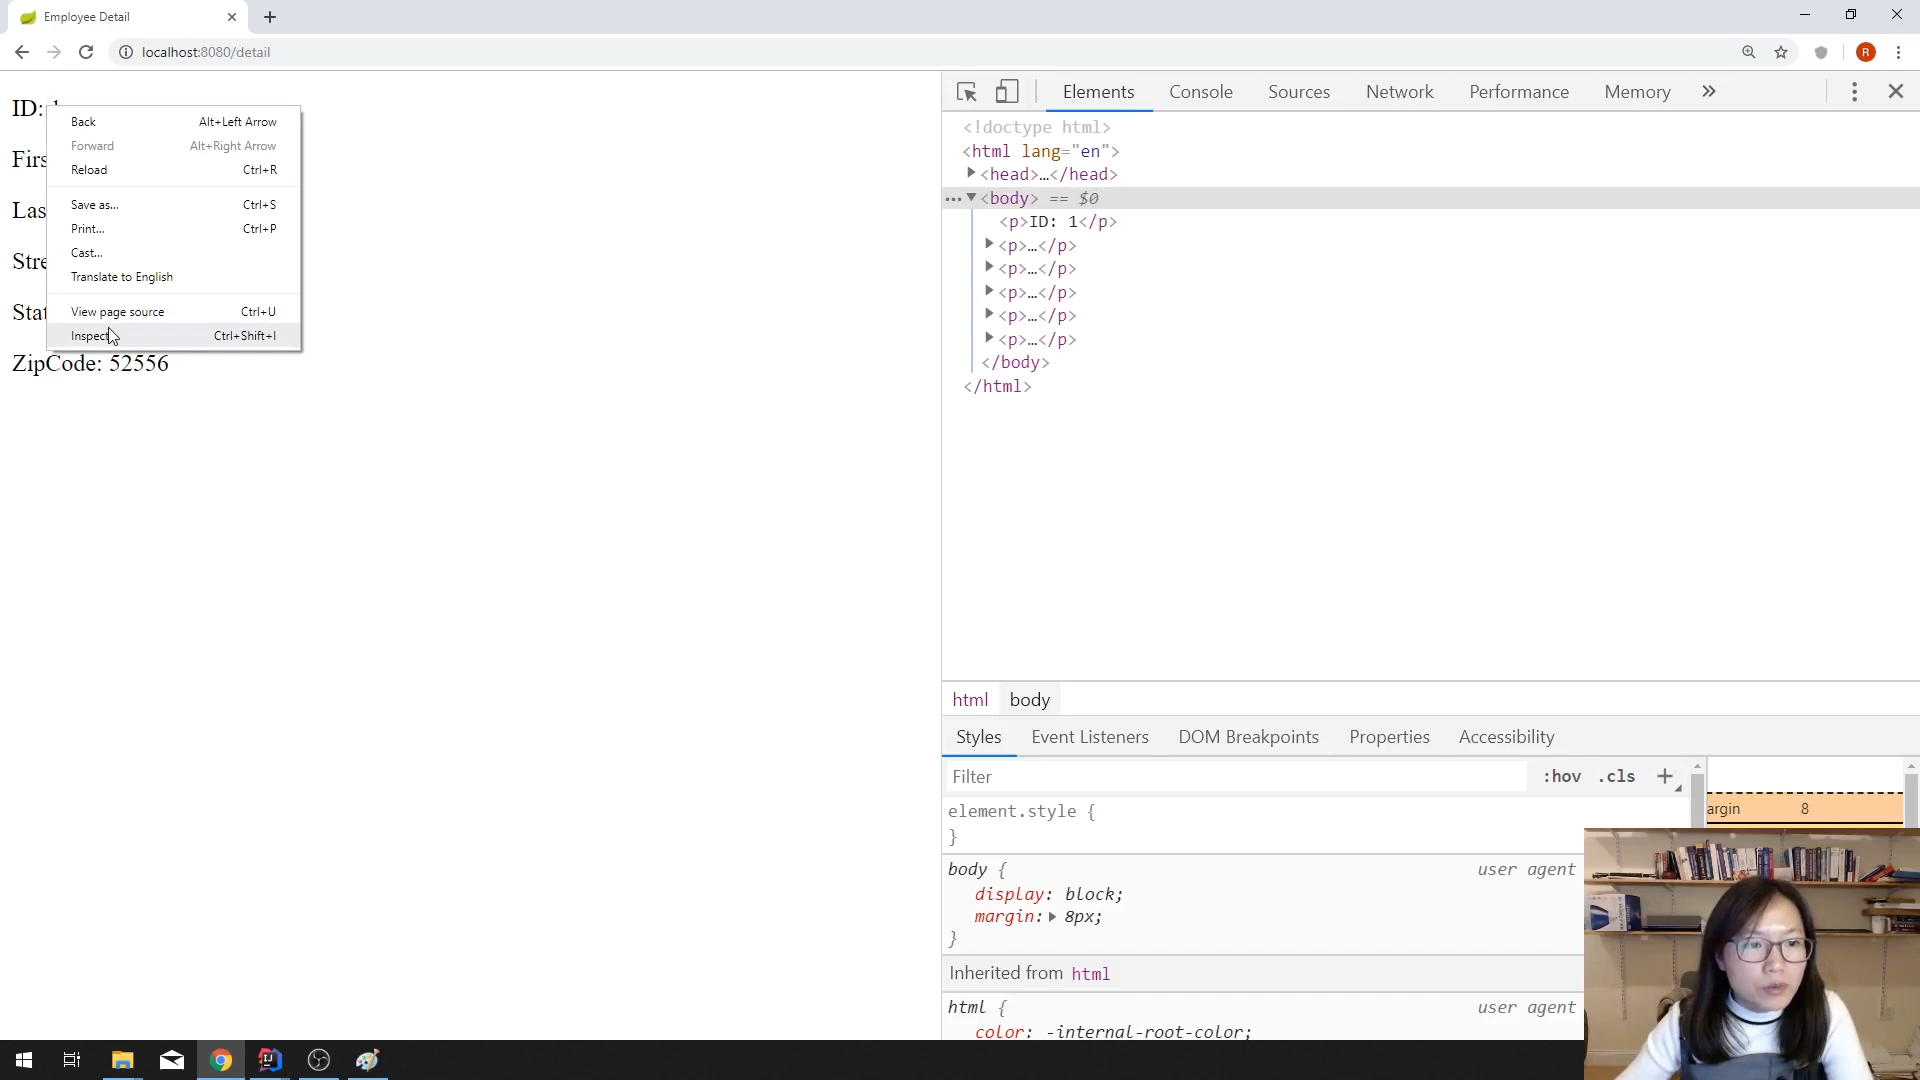 Employee Detail
localhost:8080/detail
R
ID:
Firs
Las
Stre
Stat
ZipCode: 52556
Back Alt+Left Arrow
Forward Alt+Right Arrow
Reload Ctrl+R
Save as... Ctrl+S
Print... Ctrl+P
Cast...
Translate to English
View page source Ctrl+U
Inspect Ctrl+Shift+I
Elements Console Sources Network Performance Memory »
<!doctype html>
<html lang="en">
<head>…</head>
… <body> == $0
<p>ID: 1</p>
<p>…</p>
<p>…</p>
<p>…</p>
<p>…</p>
<p>…</p>
</body>
</html>
html body
Styles Event Listeners DOM Breakpoints Properties Accessibility
Filter :hov .cls +
element.style {
}
argin 8
body { user agent
display: block;
margin: 8px;
}
Inherited from html
html { user agent
color: -internal-root-color;
IJ